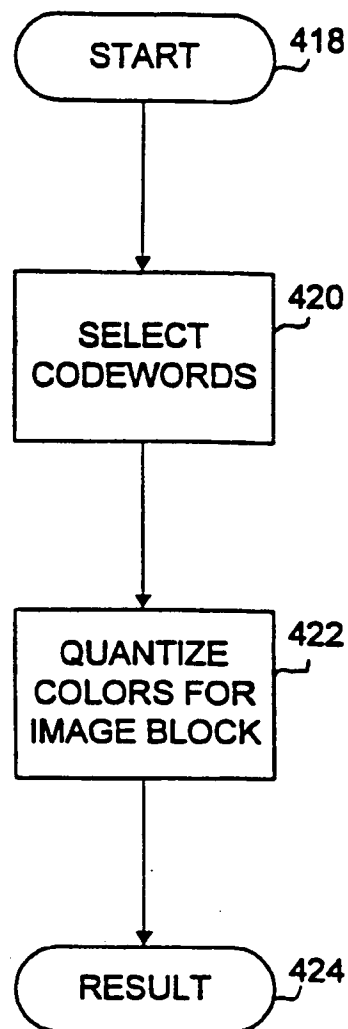 START
418
420
SELECT
CODEWORDS
422
QUANTIZE
COLORS FOR
IMAGE BLOCK
RESULT
424